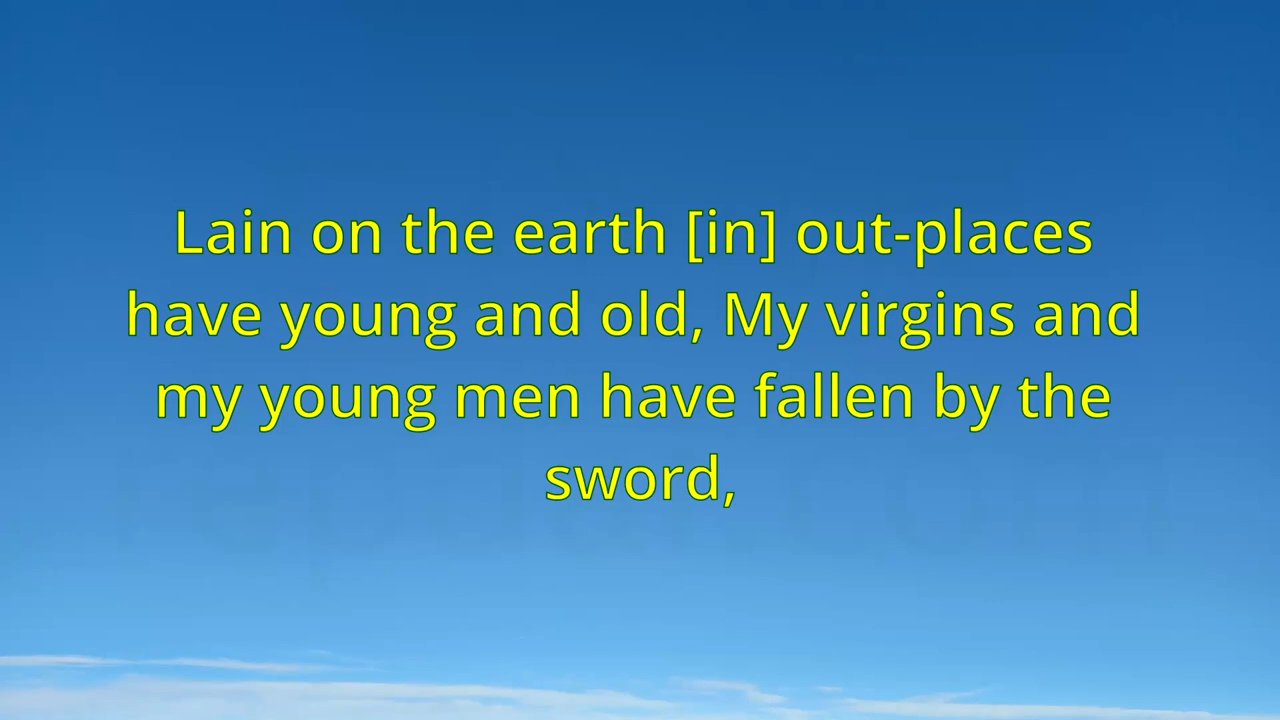 Lain on the earth [in] out-places
have young and old, My virgins and
my young men have fallen by the
sword,